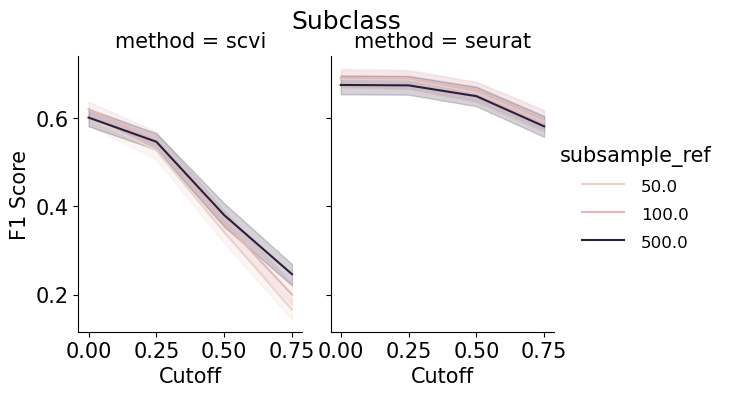 Subclass
method = scvi
method = seurat
F1 Score
0.6
0.4
0.2
0.00 0.25 0.50 0.75
0.00 0.25 0.50 0.75
Cutoff
Cutoff
subsample_ref
50.0
100.0
500.0